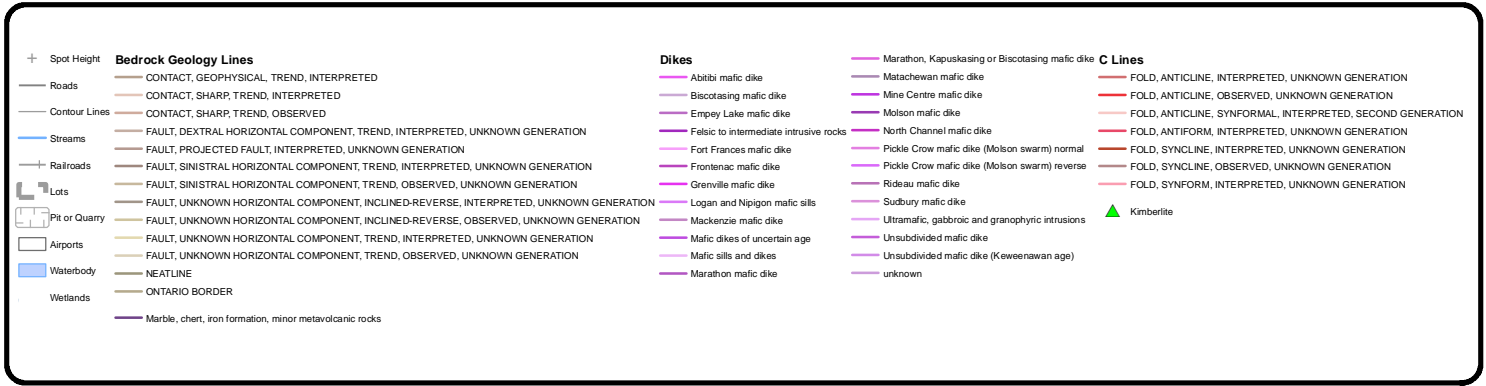 Spot Height
Roads
Contour Lines
Streams
Railroads
Lots
Pit or Quarry
Airports
Waterbody
Wetlands
Bedrock Geology Lines
CONTACT, GEOPHYSICAL, TREND, INTERPRETED
CONTACT, SHARP, TREND, INTERPRETED
CONTACT, SHARP, TREND, OBSERVED
FAULT, DEXTRAL HORIZONTAL COMPONENT, TREND, INTERPRETED, UNKNOWN GENERATION
FAULT, PROJECTED FAULT, INTERPRETED, UNKNOWN GENERATION
FAULT, SINISTRAL HORIZONTAL COMPONENT, TREND, INTERPRETED, UNKNOWN GENERATION
FAULT, SINISTRAL HORIZONTAL COMPONENT, TREND, OBSERVED, UNKNOWN GENERATION
FAULT, UNKNOWN HORIZONTAL COMPONENT, INCLINED-REVERSE, INTERPRETED, UNKNOWN GENERATION
FAULT, UNKNOWN HORIZONTAL COMPONENT, INCLINED-REVERSE, OBSERVED, UNKNOWN GENERATION
FAULT, UNKNOWN HORIZONTAL COMPONENT, TREND, INTERPRETED, UNKNOWN GENERATION
FAULT, UNKNOWN HORIZONTAL COMPONENT, TREND, OBSERVED, UNKNOWN GENERATION
NEATLINE
ONTARIO BORDER
Marble, chert, iron formation, minor metavolcanic rocks
Dikes
Abitibi mafic dike
Biscotasing mafic dike
Empey Lake mafic dike
Felsic to intermediate intrusive rocks
Fort Frances mafic dike
Frontenac mafic dike
Grenville mafic dike
Logan and Nipigon mafic sills
Mackenzie mafic dike
Mafic dikes of uncertain age
Mafic sills and dikes
Marathon mafic dike
Marathon, Kapuskasing or Biscotasing mafic dike
Matachewan mafic dike
Mine Centre mafic dike
Molson mafic dike
North Channel mafic dike
Pickle Crow mafic dike (Molson swarm) normal
Pickle Crow mafic dike (Molson swarm) reverse
Rideau mafic dike
Sudbury mafic dike
Ultramafic, gabbroic and granophyric intrusions
Unsubdivided mafic dike
Unsubdivided mafic dike (Keweenawan age)
unknown
C Lines
FOLD, ANTICLINE, INTERPRETED, UNKNOWN GENERATION
FOLD, ANTICLINE, OBSERVED, UNKNOWN GENERATION
FOLD, ANTICLINE, SYNFORMAL, INTERPRETED, SECOND GENERATION
FOLD, ANTIFORM, INTERPRETED, UNKNOWN GENERATION
FOLD, SYNCLINE, INTERPRETED, UNKNOWN GENERATION
FOLD, SYNCLINE, OBSERVED, UNKNOWN GENERATION
FOLD, SYNFORM, INTERPRETED, UNKNOWN GENERATION
Kimberlite